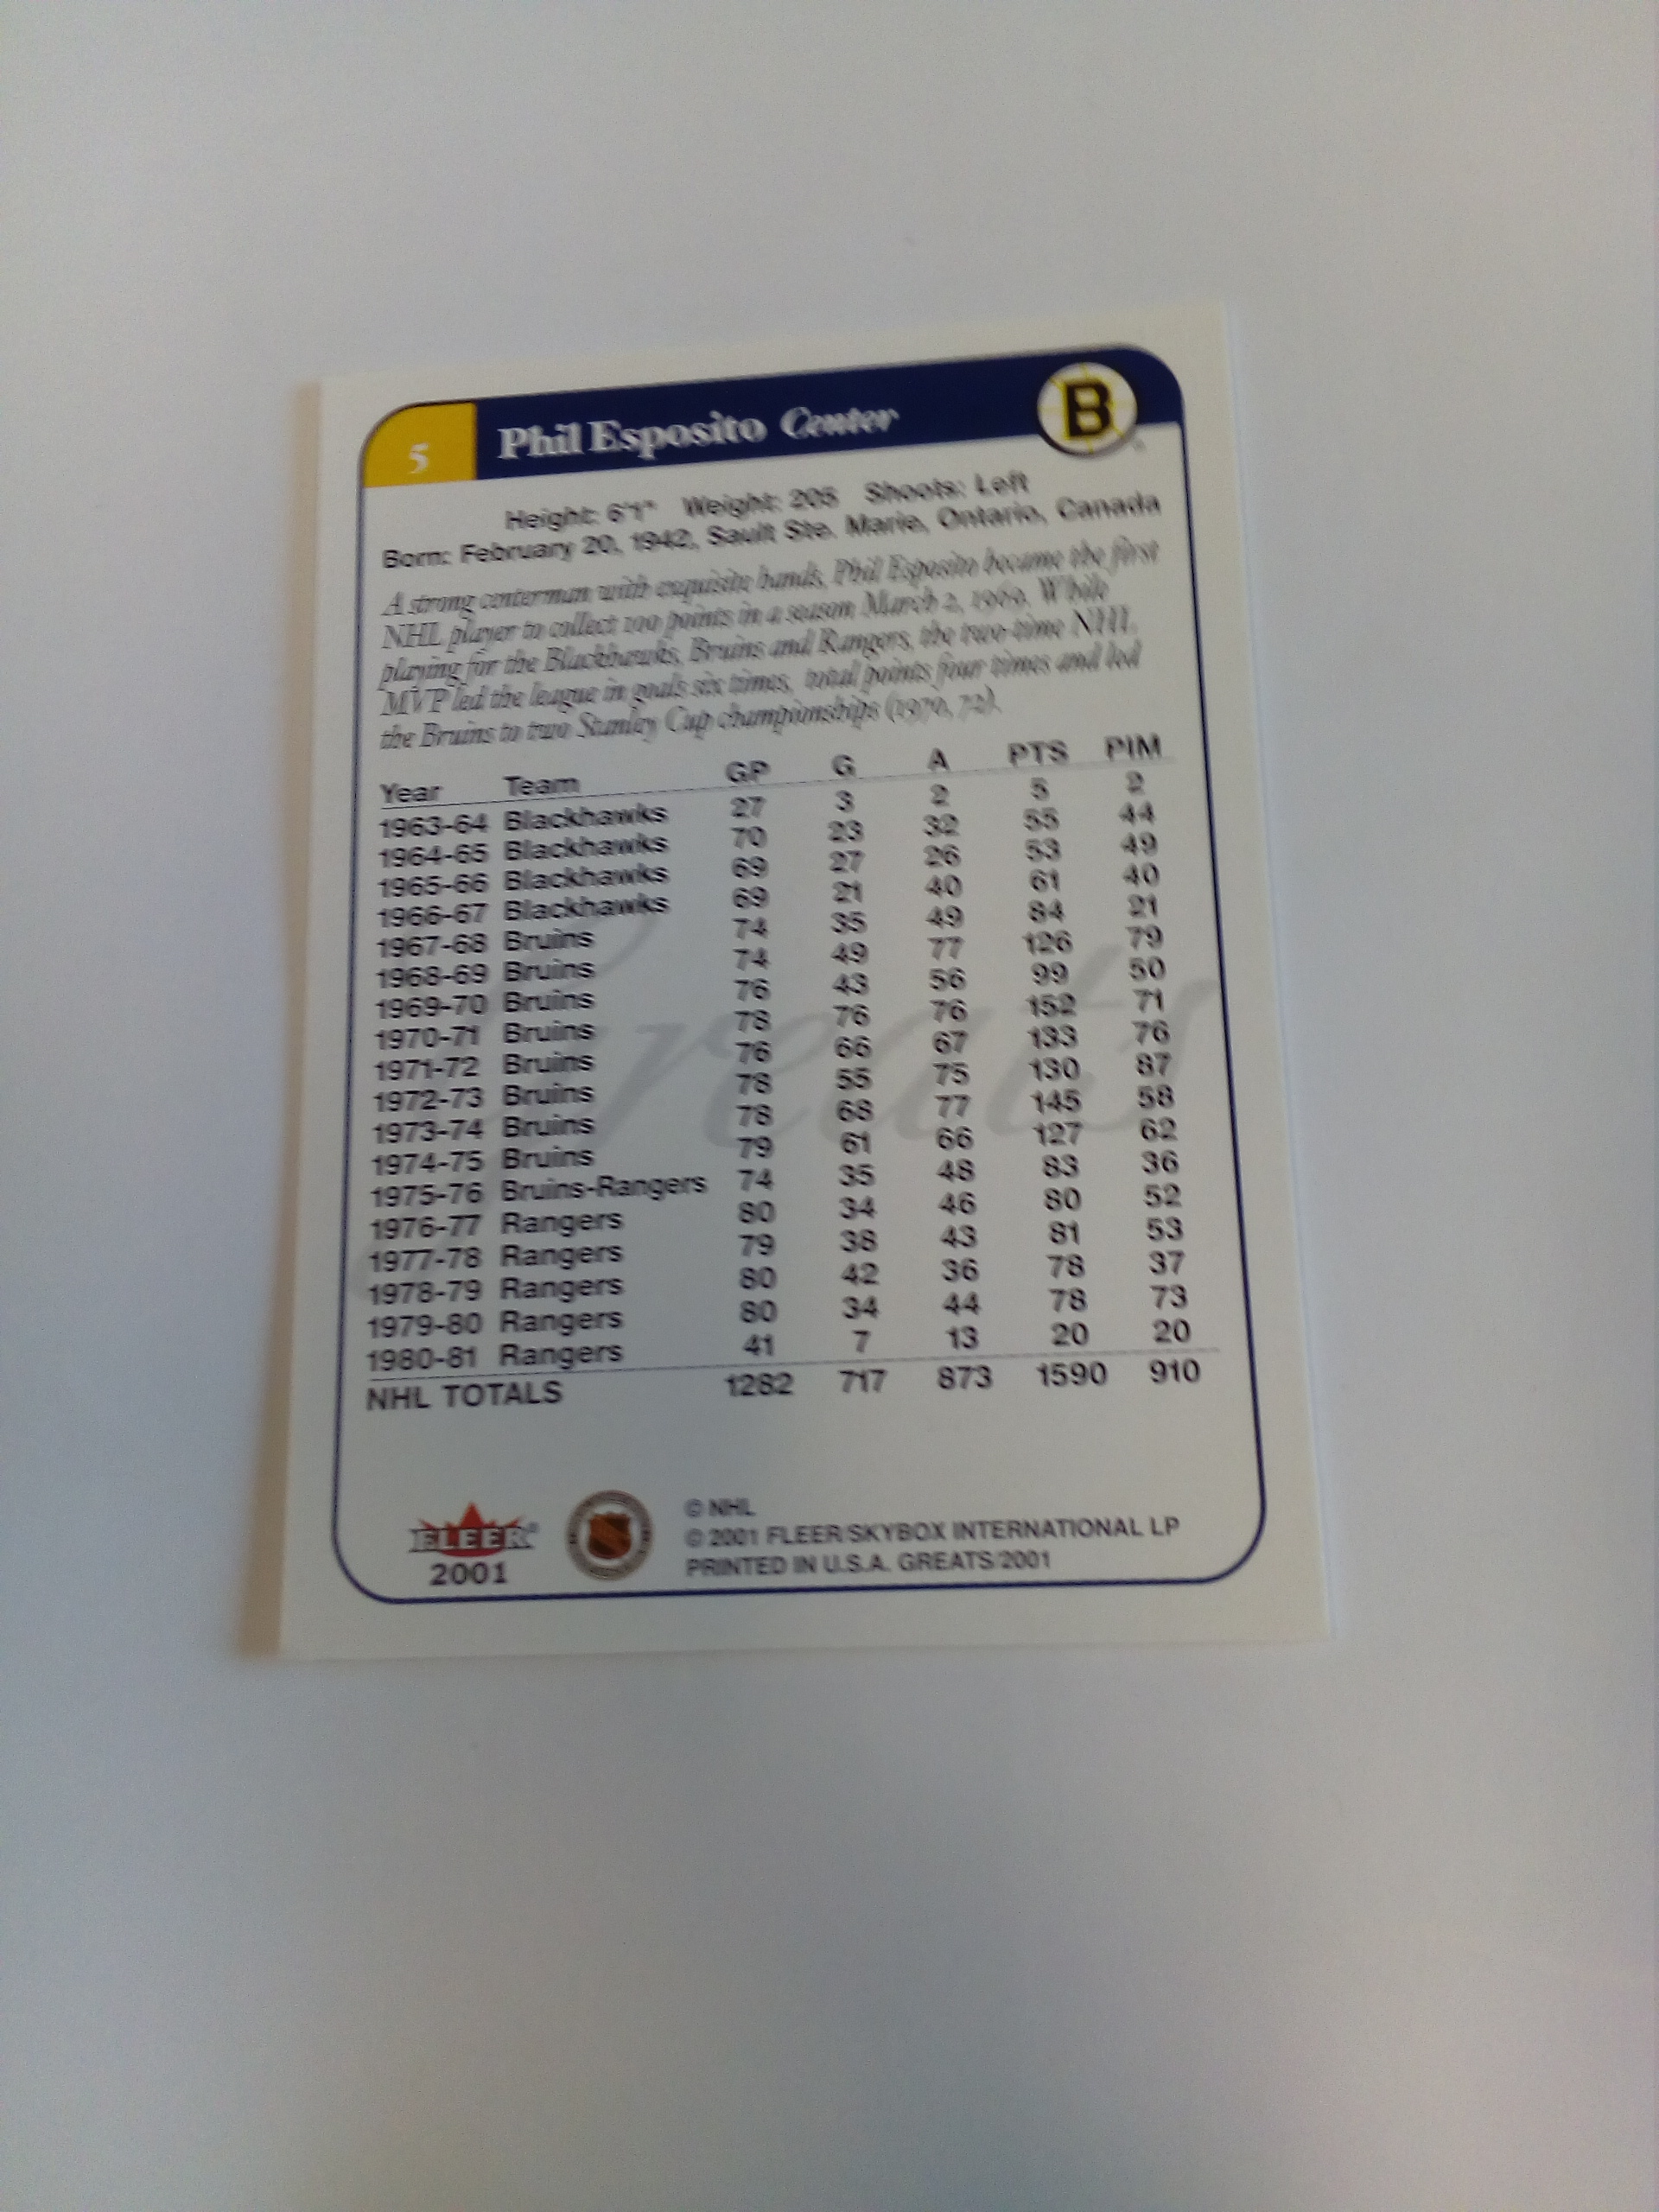 5 Phil Esposito Center B
Height: 6'1" Weight: 205 Shoots: Left
Born: February 20, 1942, Sault Ste. Marie, Ontario, Canada
A strong centerman with exquisite hands, Phil Esposito became the first
NHL player to collect 100 points in a season March 2, 1969. While
playing for the Blackhawks, Bruins and Rangers, the two-time NHL
MVP led the league in goals six times, total points four times and led
the Bruins to two Stanley Cup championships (1970, 72).
Year Team GP G A PTS PIM
1963-64 Blackhawks 27 3 2 5 2
1964-65 Blackhawks 70 23 32 55 44
1965-66 Blackhawks 69 27 26 53 49
1966-67 Blackhawks 69 21 40 61 40
1967-68 Bruins 74 35 49 84 21
1968-69 Bruins 74 49 77 126 79
1969-70 Bruins 76 43 56 99 50
1970-71 Bruins 78 76 76 152 71
1971-72 Bruins 76 66 67 133 76
1972-73 Bruins 78 55 75 130 87
1973-74 Bruins 78 68 77 145 58
1974-75 Bruins 79 61 66 127 62
1975-76 Bruins-Rangers 74 35 48 83 36
1976-77 Rangers 80 34 46 80 52
1977-78 Rangers 79 38 43 81 53
1978-79 Rangers 80 42 36 78 37
1979-80 Rangers 80 34 44 78 73
1980-81 Rangers 41 7 13 20 20
NHL TOTALS 1282 717 873 1590 910
Greats
FLEER®
2001
© NHL
© 2001 FLEER/SKYBOX INTERNATIONAL LP
PRINTED IN U.S.A. GREATS/2001